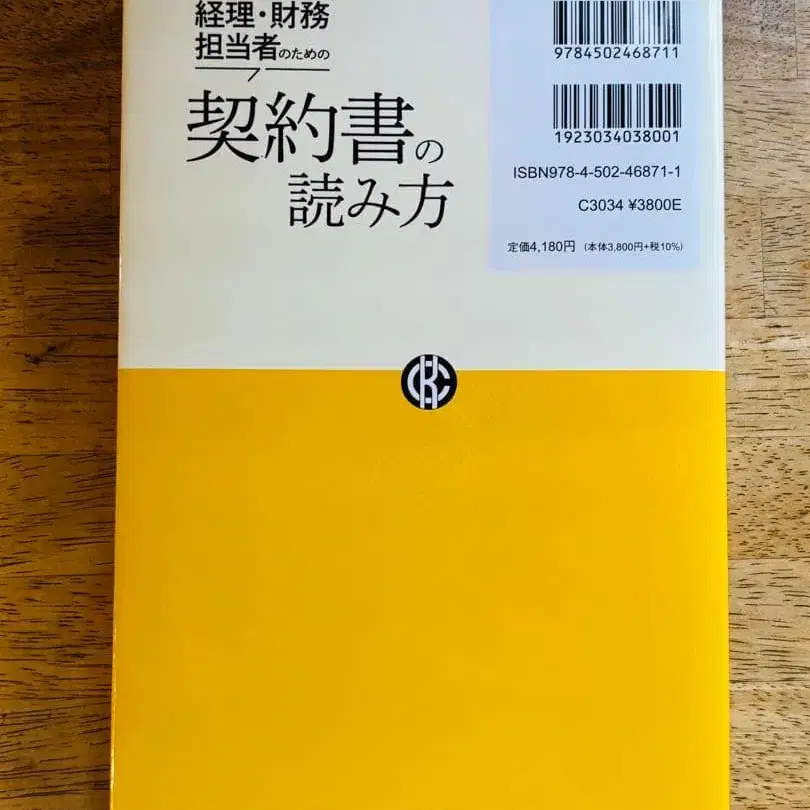 経理・財務
担当者のための
契約書の
読み方
9784502468711
1923034038001
ISBN978-4-502-46871-1
C3034 ¥3800E
定価4,180円 （本体3,800円+税10%）